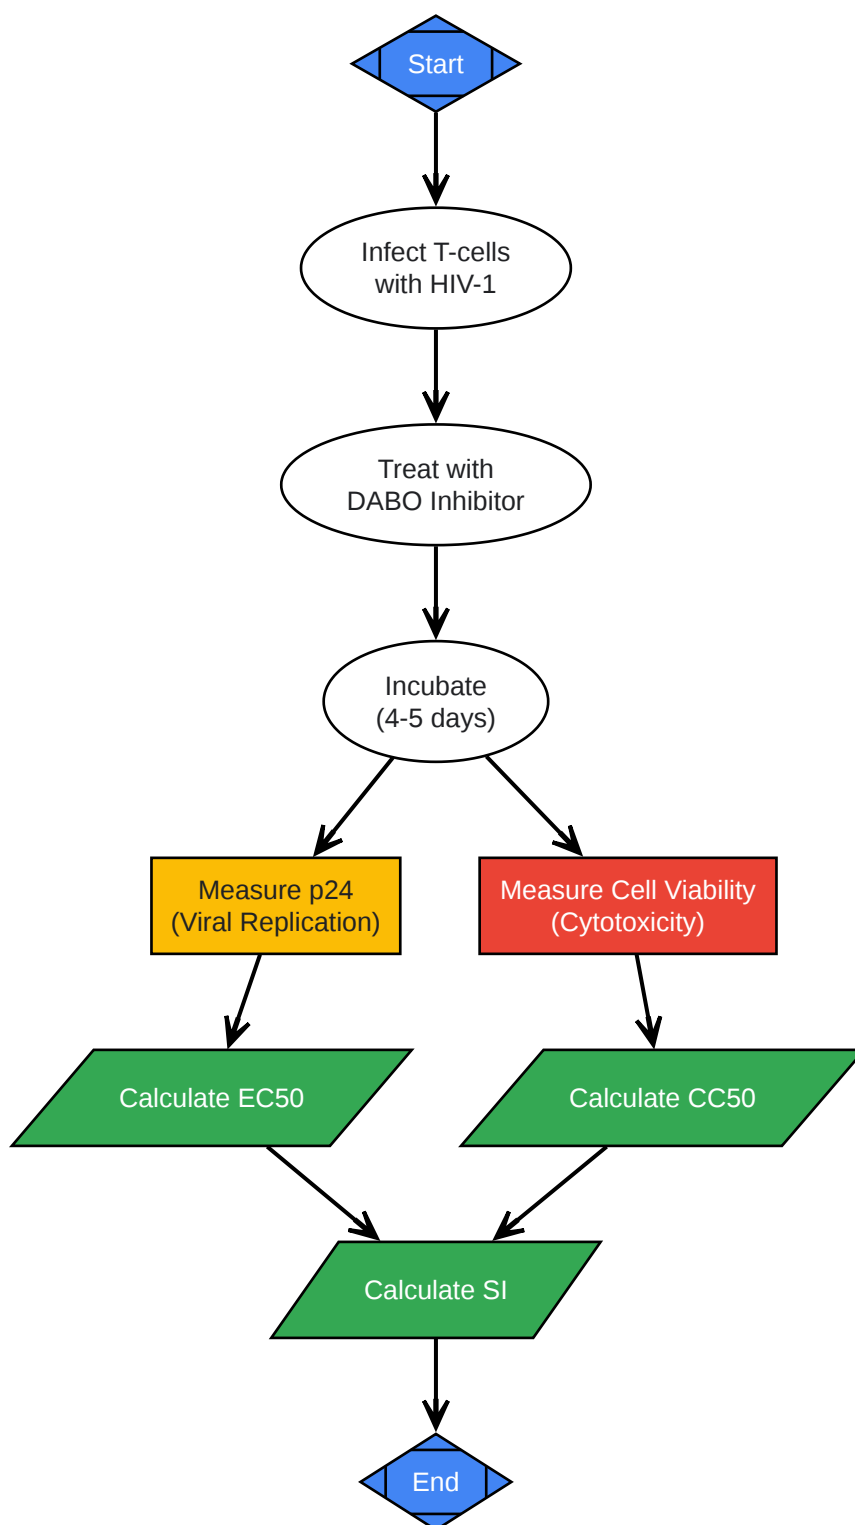 Start
Infect T-cells
with HIV-1
Treat with
DABO Inhibitor
Incubate
(4-5 days)
Measure p24
(Viral Replication)
Measure Cell Viability
(Cytotoxicity)
Calculate EC50
Calculate CC50
Calculate SI
End